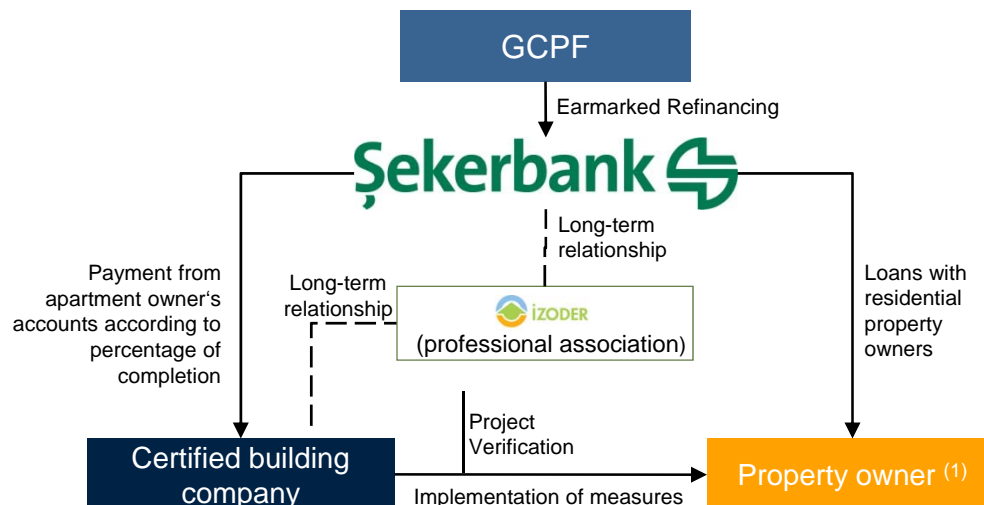 GCPF
Earmarked Refinancing
Şekerbank
Long-term
relationship
Payment from
apartment owner‘s
accounts according to
percentage of
completion
Long-term
relationship
Loans with
residential
property
owners
İZODER
(professional association)
Project
Verification
Certified building
company
Implementation of measures
Property owner (1)